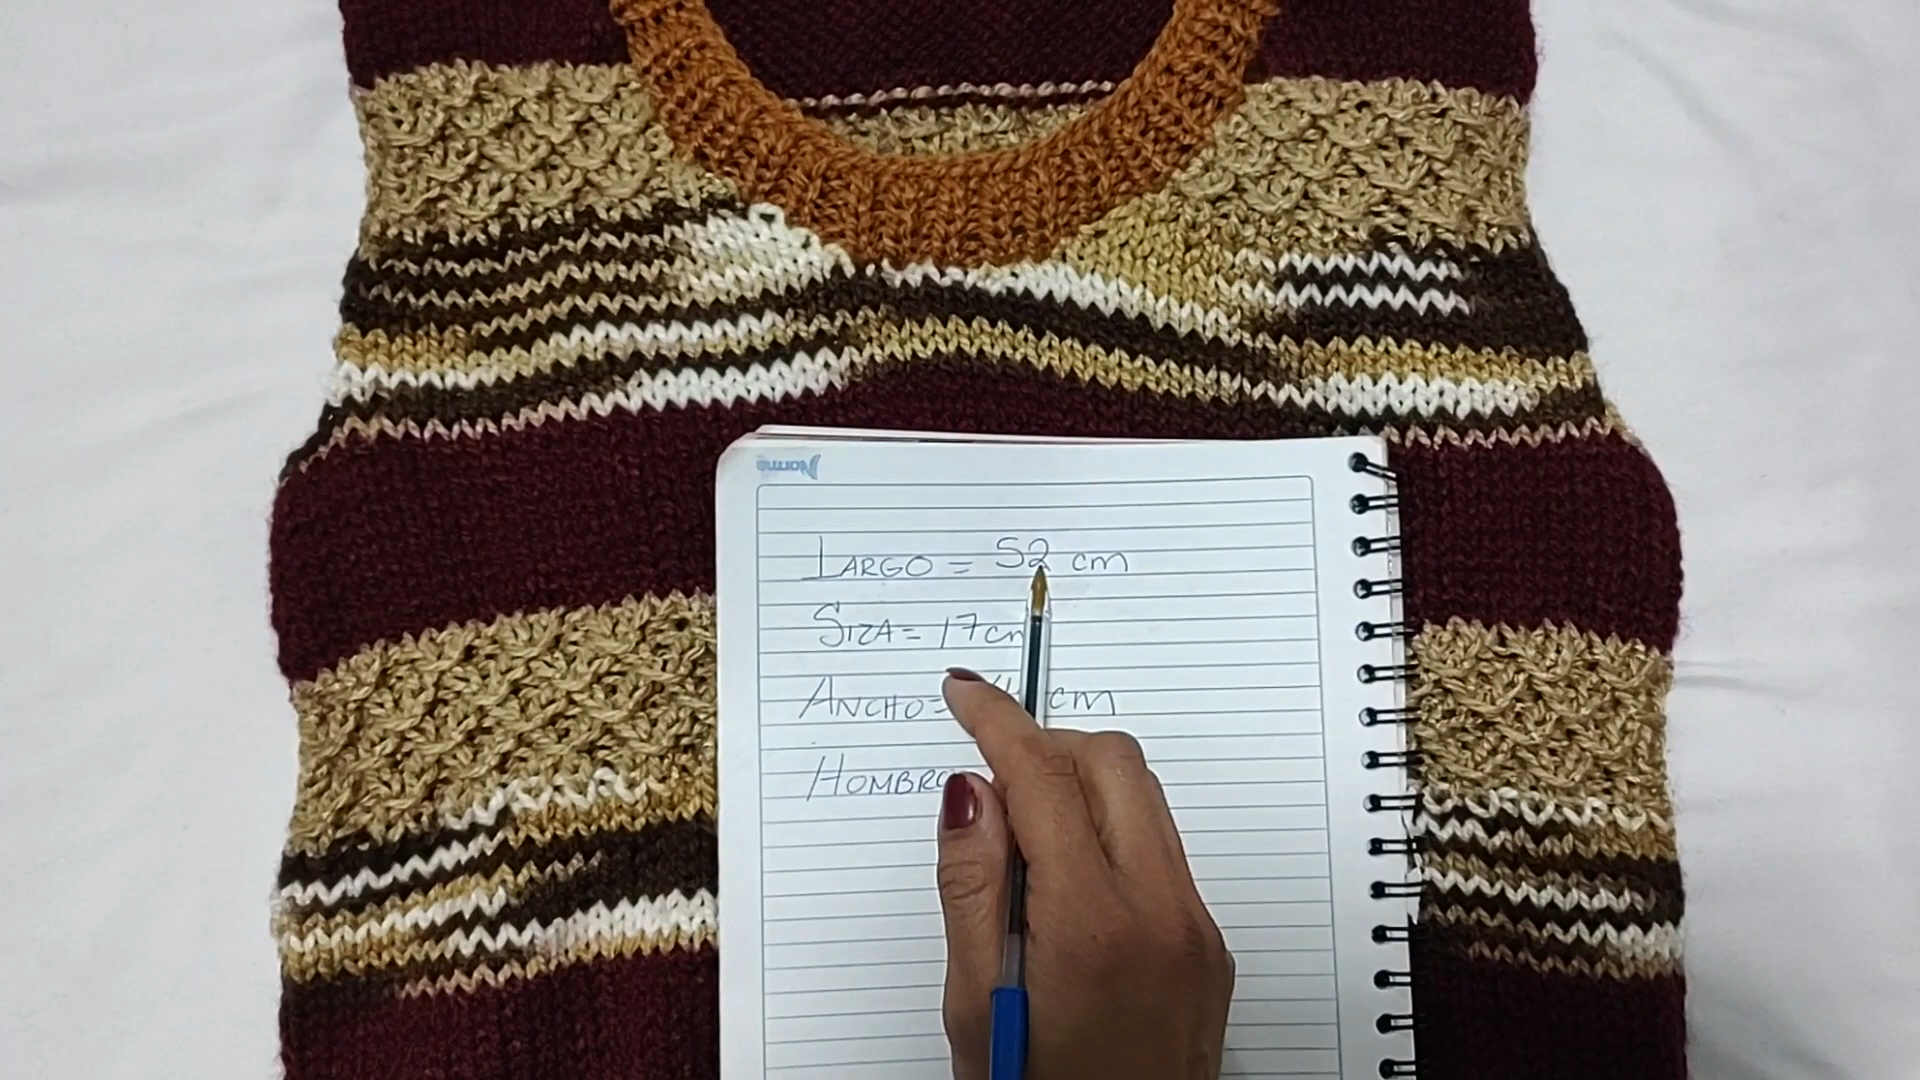 Norma
LARGO = 52 cm
SIZA = 17 cm
ANCHO = cm
HOMBRO